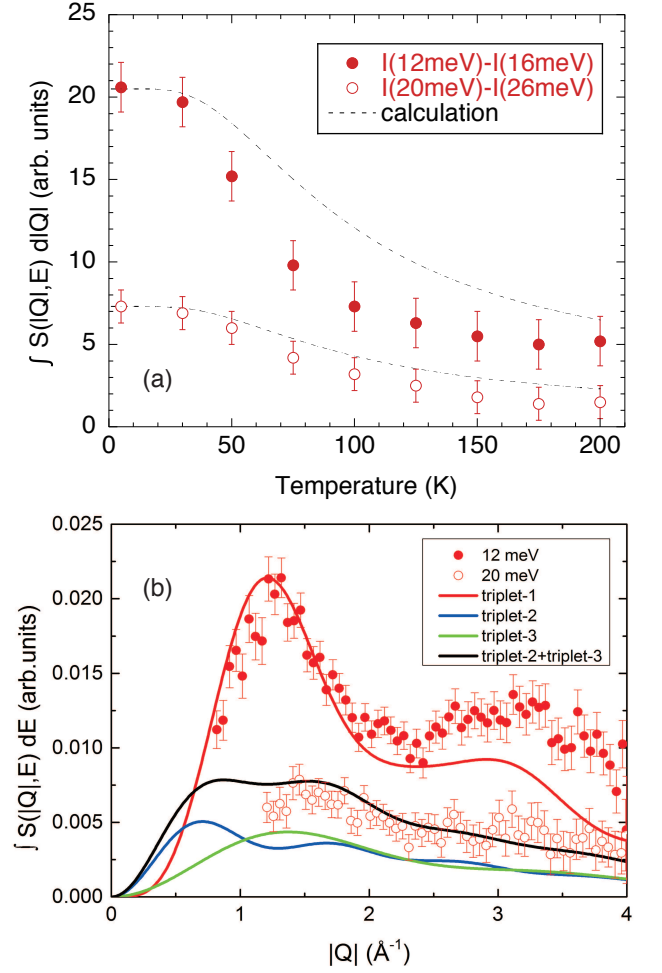 25
20
15
10
5
0
∫ S(|Q|,E) d|Q| (arb. units)
I(12meV)-I(16meV)
I(20meV)-I(26meV)
calculation
(a)
0 50 100 150 200
Temperature (K)
0.025
0.020
0.015
0.010
0.005
0.000
∫ S(|Q|,E) dE (arb.units)
(b)
12 meV
20 meV
triplet-1
triplet-2
triplet-3
triplet-2+triplet-3
0 1 2 3 4
|Q| (Å⁻¹)